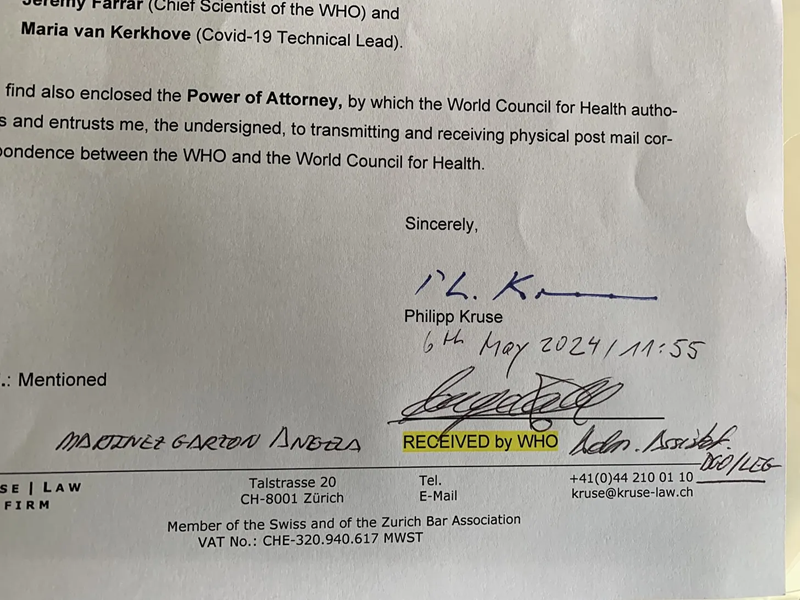 Jeremy Farrar (Chief Scientist of the WHO) and
Maria van Kerkhove (Covid-19 Technical Lead).
find also enclosed the Power of Attorney, by which the World Council for Health autho-
s and entrusts me, the undersigned, to transmitting and receiving physical post mail cor-
pondence between the WHO and the World Council for Health.
Sincerely,
Ph. Kruse
Philipp Kruse
6th May 2024 / 11:55
.: Mentioned
MARTINEZ GARZON ANGELA
RECEIVED by WHO
Adm. Assist.
DGO/LEG
SE | LAW
FIRM
Talstrasse 20
CH-8001 Zürich
Tel.
E-Mail
+41(0)44 210 01 10
kruse@kruse-law.ch
Member of the Swiss and of the Zurich Bar Association
VAT No.: CHE-320.940.617 MWST